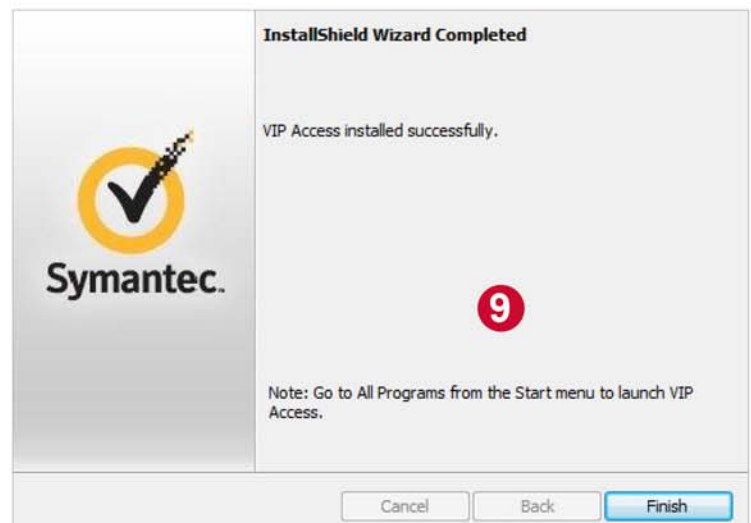 InstallShield Wizard Completed
VIP Access installed successfully.
Symantec.
9
Note: Go to All Programs from the Start menu to launch VIP
Access.
Cancel Back Finish